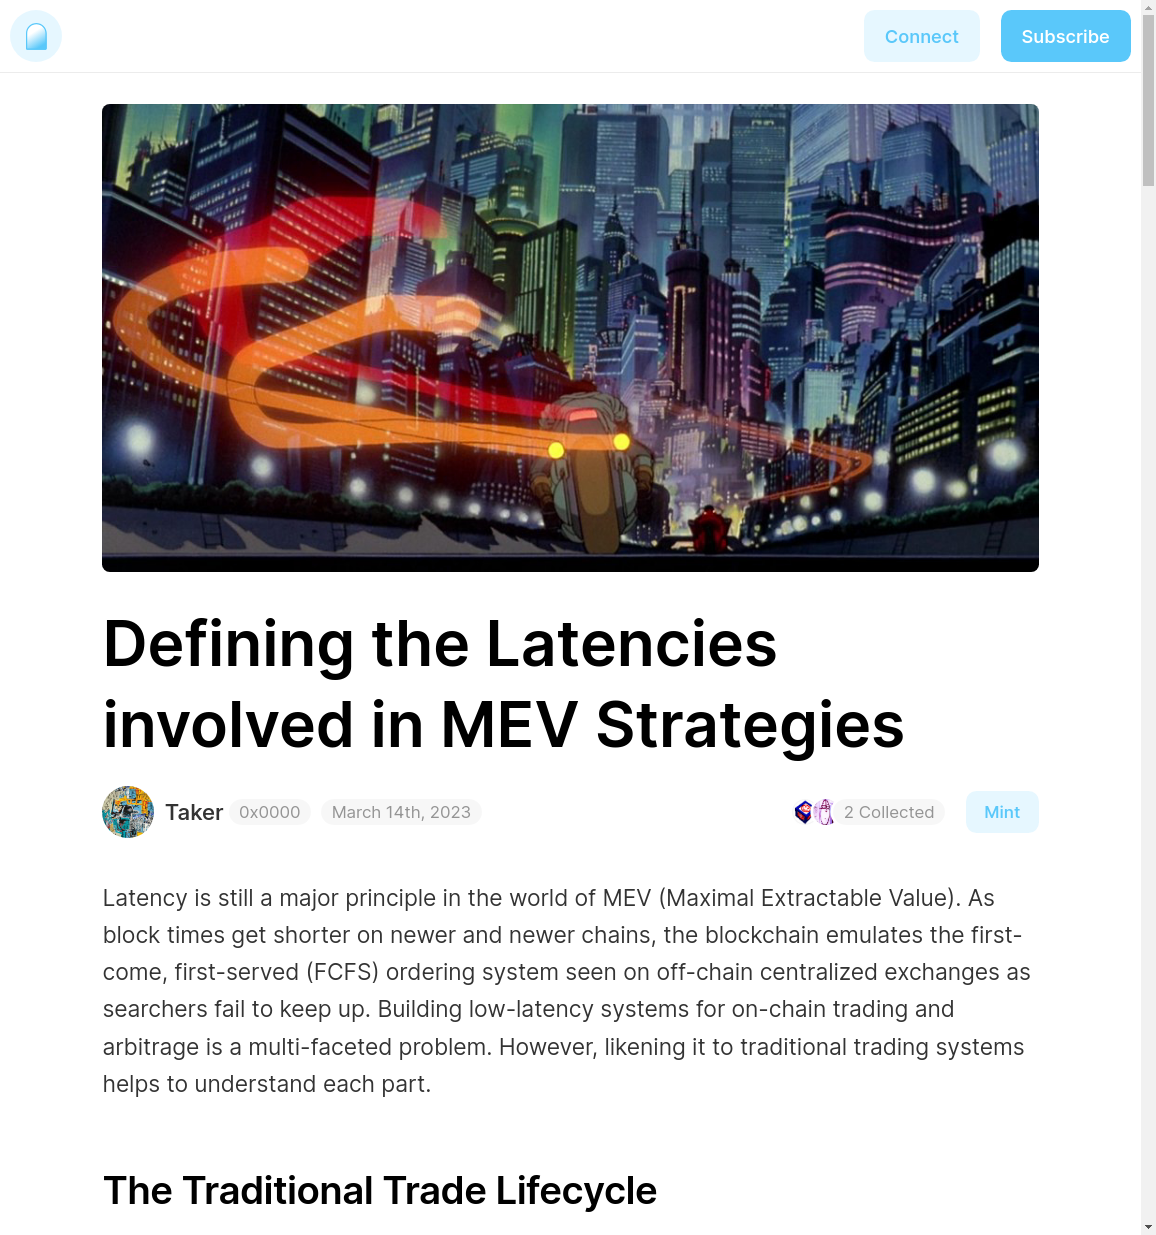 Connect
Subscribe
Defining the Latencies
involved in MEV Strategies
Taker 0x0000 March 14th, 2023 2 Collected Mint
Latency is still a major principle in the world of MEV (Maximal Extractable Value). As
block times get shorter on newer and newer chains, the blockchain emulates the first-
come, first-served (FCFS) ordering system seen on off-chain centralized exchanges as
searchers fail to keep up. Building low-latency systems for on-chain trading and
arbitrage is a multi-faceted problem. However, likening it to traditional trading systems
helps to understand each part.
The Traditional Trade Lifecycle